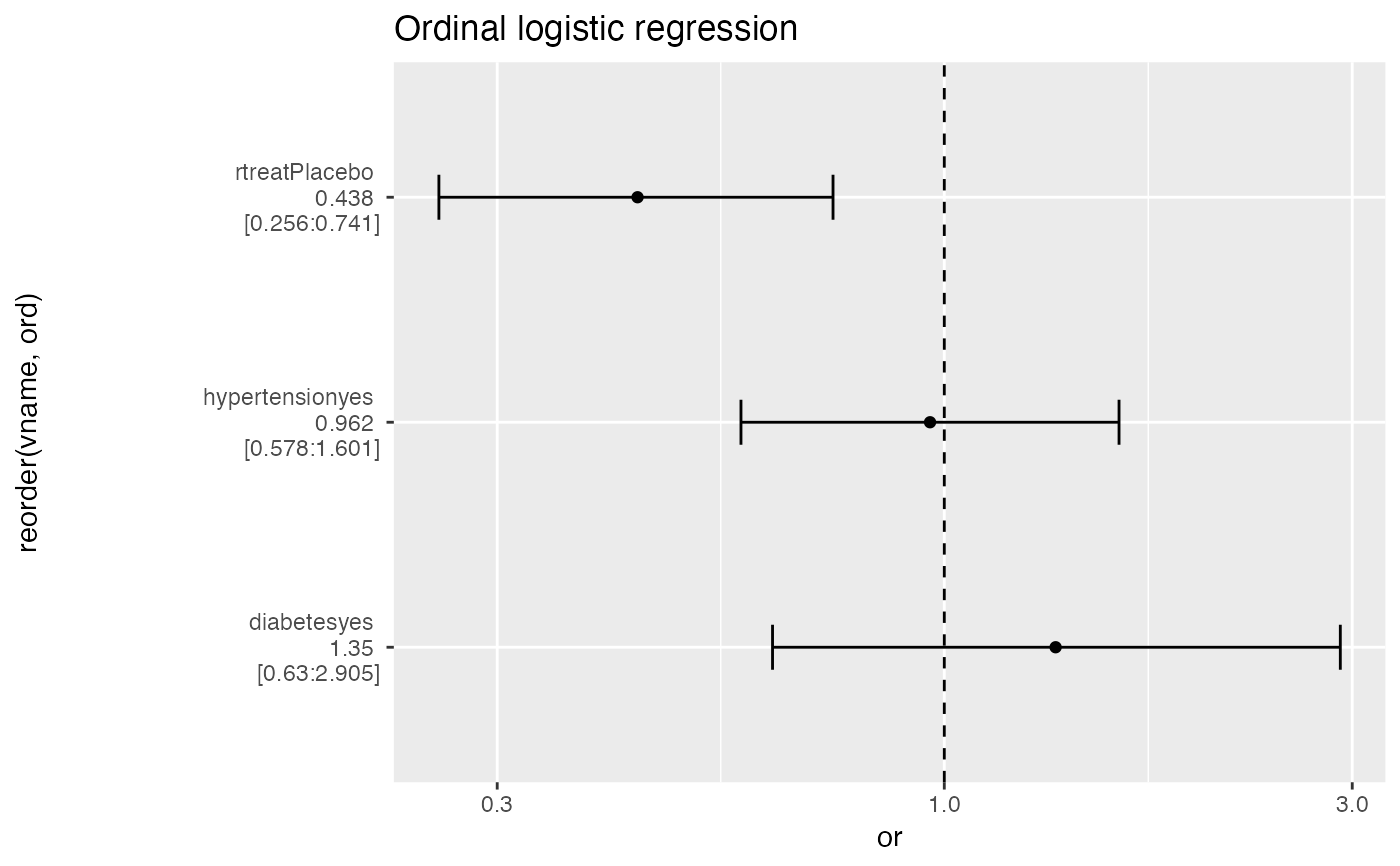 Ordinal logistic regression
reorder(vname, ord)
rtreatPlacebo
0.438
[0.256:0.741]
hypertensionyes
0.962
[0.578:1.601]
diabetesyes
1.35
[0.63:2.905]
0.3
1.0
3.0
or